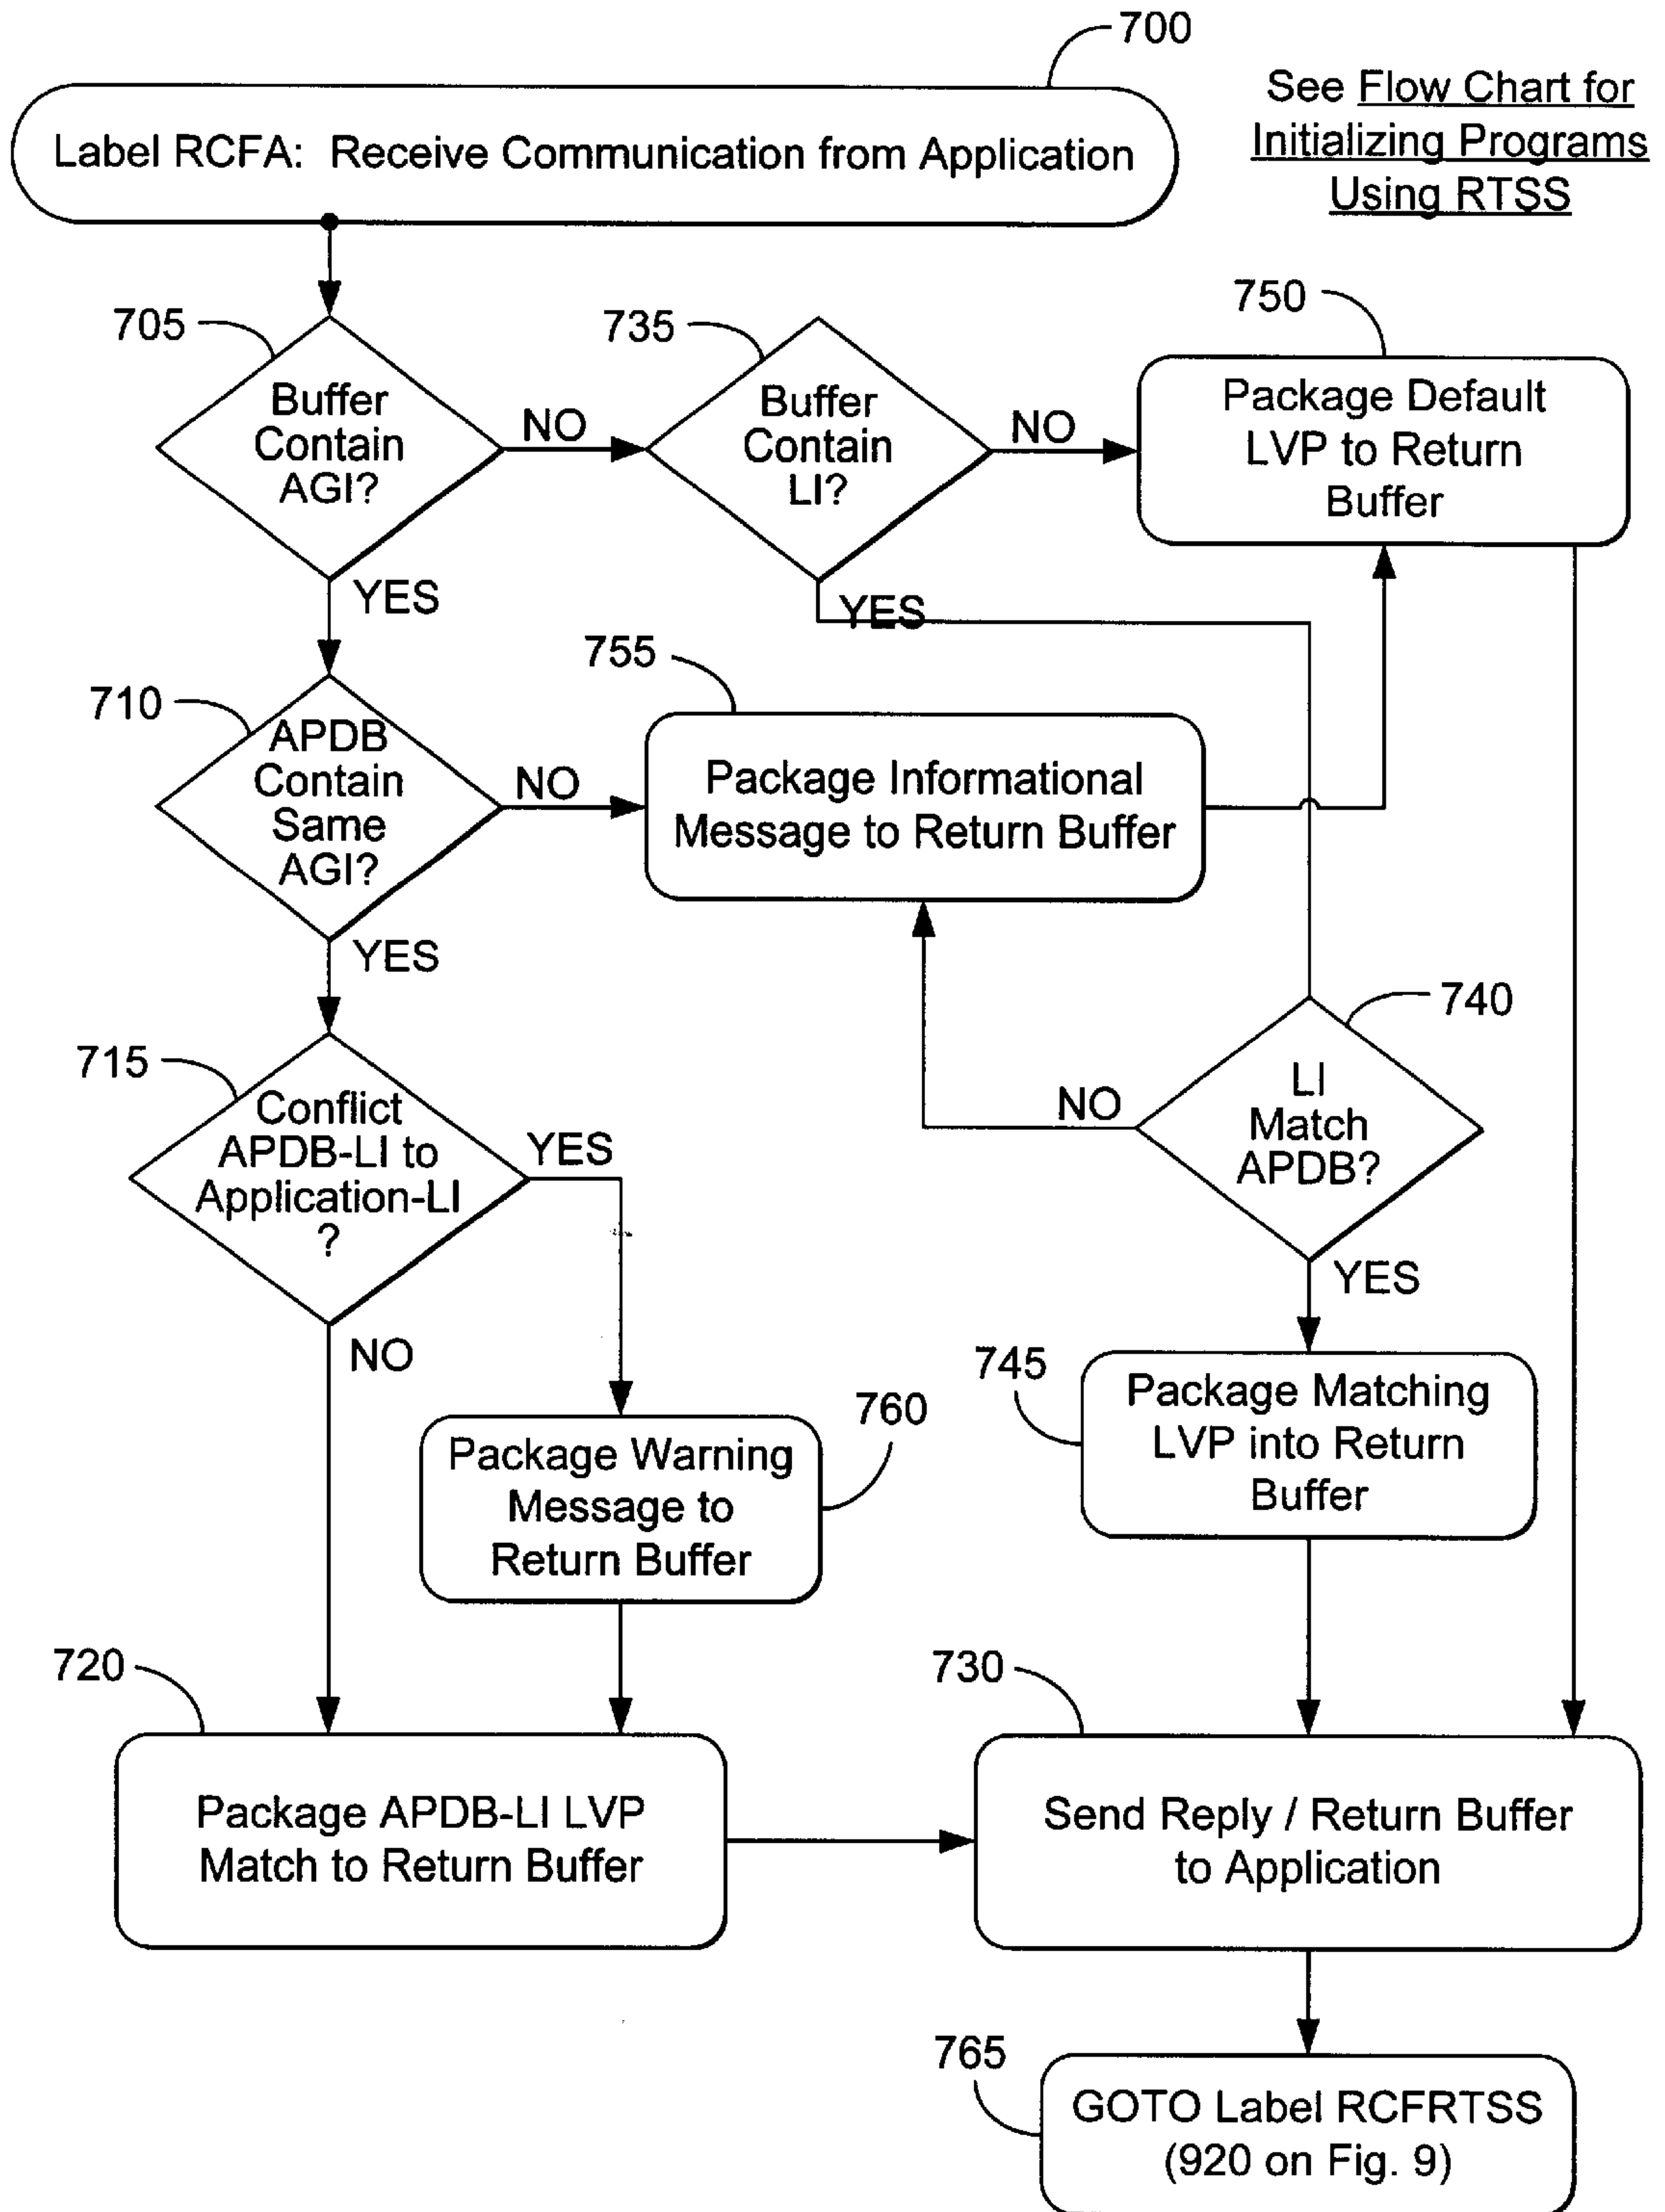 700
Label RCFA: Receive Communication from Application
See Flow Chart for
Initializing Programs
Using RTSS
705
Buffer
Contain
AGI?
NO
YES
735
Buffer
Contain
LI?
NO
YES
750
Package Default
LVP to Return
Buffer
710
APDB
Contain
Same
AGI?
NO
YES
755
Package Informational
Message to Return Buffer
715
Conflict
APDB-LI to
Application-LI
?
YES
NO
740
LI
Match
APDB?
NO
YES
760
Package Warning
Message to
Return Buffer
745
Package Matching
LVP into Return
Buffer
720
Package APDB-LI LVP
Match to Return Buffer
730
Send Reply / Return Buffer
to Application
765
GOTO Label RCFRTSS
(920 on Fig. 9)